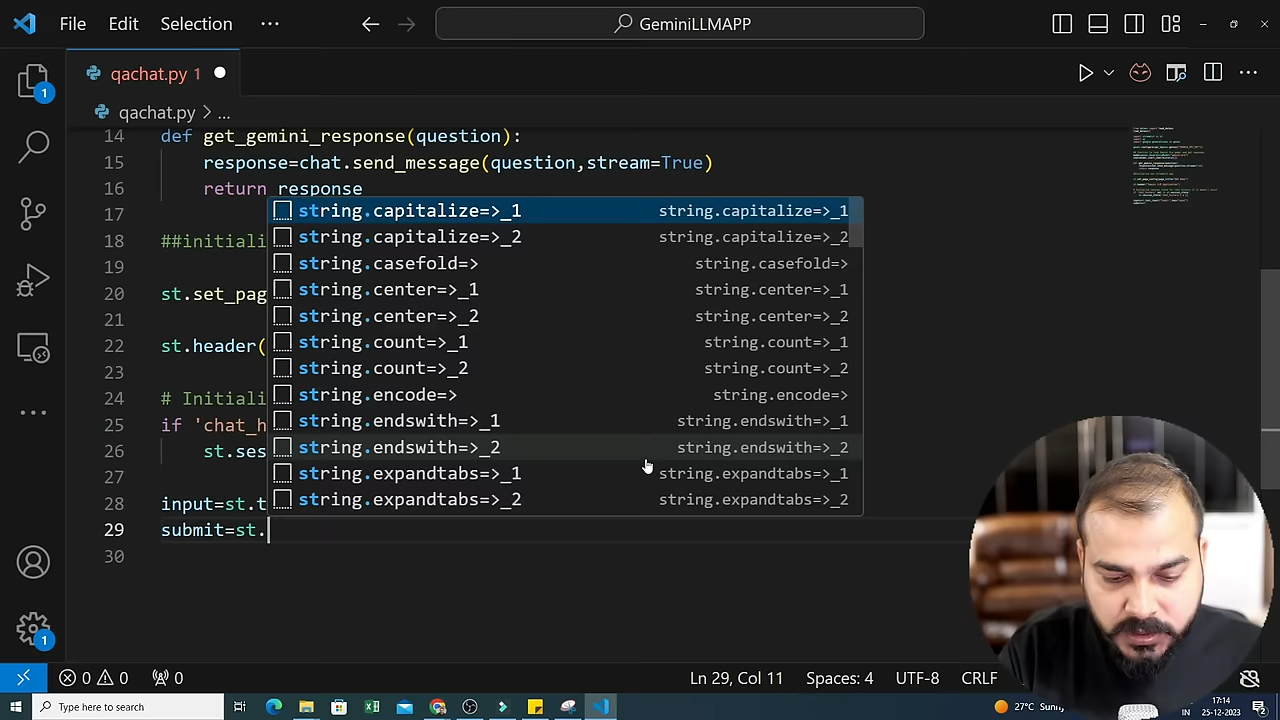 File Edit Selection ... GeminiLLMAPP
qachat.py 1
qachat.py > ...
14 def get_gemini_response(question):
15 response=chat.send_message(question,stream=True)
16 return response
17
18 ##initiali
19
20 st.set_pag
21
22 st.header(
23
24 # Initiali
25 if 'chat_h
26 st.ses
27
28 input=st.t
29 submit=st.
30
string.capitalize=>_1 string.capitalize=>_1
string.capitalize=>_2 string.capitalize=>_2
string.casefold=> string.casefold=>
string.center=>_1 string.center=>_1
string.center=>_2 string.center=>_2
string.count=>_1 string.count=>_1
string.count=>_2 string.count=>_2
string.encode=> string.encode=>
string.endswith=>_1 string.endswith=>_1
string.endswith=>_2 string.endswith=>_2
string.expandtabs=>_1 string.expandtabs=>_1
string.expandtabs=>_2 string.expandtabs=>_2
1
1
0 0 0 Ln 29, Col 11 Spaces: 4 UTF-8 CRLF
Type here to search 27°C Sunny IN 17:14
25-12-2023